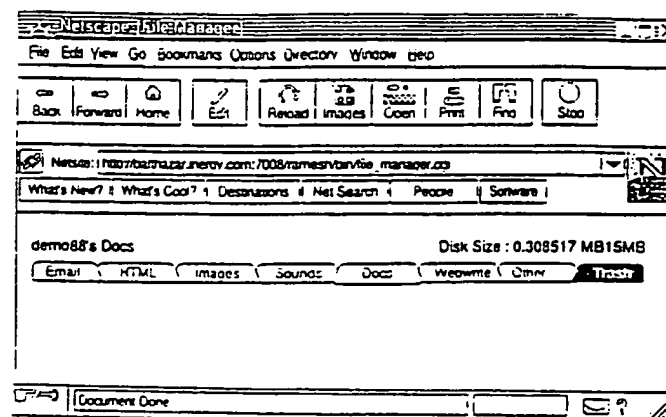 Netscape: [File Manager]
File Edit View Go Bookmarks Options Directory Window Help
Back Forward Home Edit Reload Images Open Print Find Stop
Netsite:
What's New? What's Cool? Destinations Net Search People Software
demo88's Docs Disk Size : 0.308517 MB15MB
Email HTML Images Sounds Docs Other Trash
Document Done